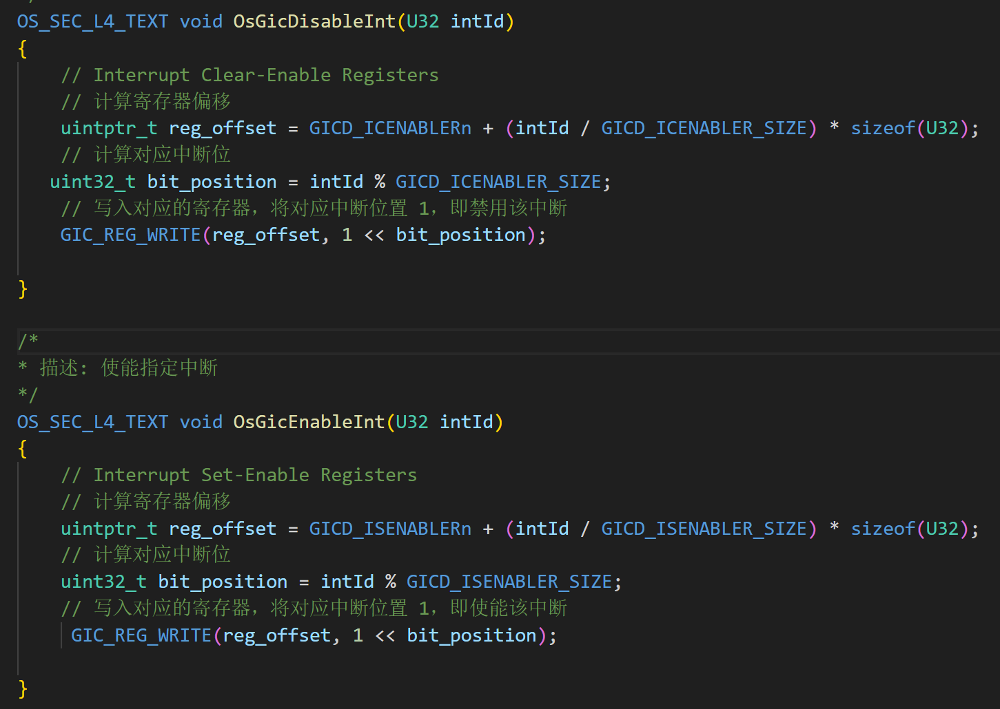 */
OS_SEC_L4_TEXT void OsGicDisableInt(U32 intId)
{
    // Interrupt Clear-Enable Registers
    // 计算寄存器偏移
    uintptr_t reg_offset = GICD_ICENABLERn + (intId / GICD_ICENABLER_SIZE) * sizeof(U32);
    // 计算对应中断位
   uint32_t bit_position = intId % GICD_ICENABLER_SIZE;
    // 写入对应的寄存器，将对应中断位置 1，即禁用该中断
    GIC_REG_WRITE(reg_offset, 1 << bit_position);
}
/*
* 描述: 使能指定中断
*/
OS_SEC_L4_TEXT void OsGicEnableInt(U32 intId)
{
    // Interrupt Set-Enable Registers
    // 计算寄存器偏移
    uintptr_t reg_offset = GICD_ISENABLERn + (intId / GICD_ISENABLER_SIZE) * sizeof(U32);
    // 计算对应中断位
    uint32_t bit_position = intId % GICD_ISENABLER_SIZE;
    // 写入对应的寄存器，将对应中断位置 1，即使能该中断
     GIC_REG_WRITE(reg_offset, 1 << bit_position);
}